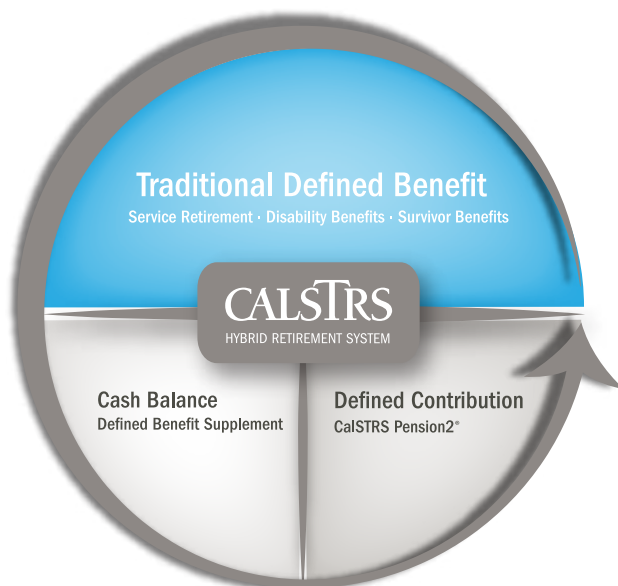 Traditional Defined Benefit
Service Retirement · Disability Benefits · Survivor Benefits
CALSTRS
HYBRID RETIREMENT SYSTEM
Cash Balance
Defined Benefit Supplement
Defined Contribution
CalSTRS Pension2®